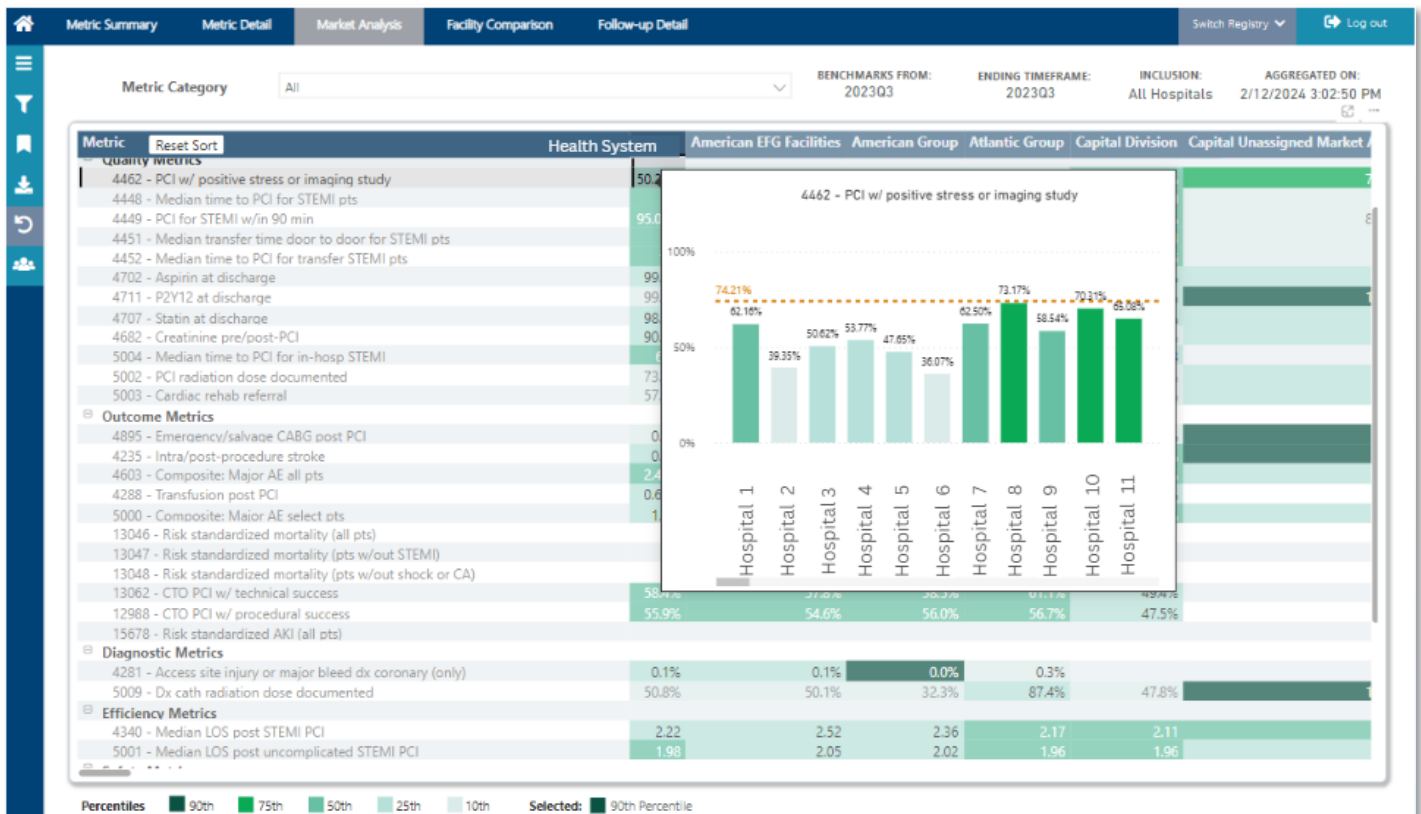 Metric Summary Metric Detail Market Analysis Facility Comparison Follow-up Detail Switch Registry Log out
Metric Category All
BENCHMARKS FROM: ENDING TIMEFRAME: INCLUSION: AGGREGATED ON:
2023Q3 2023Q3 All Hospitals 2/12/2024 3:02:50 PM
Metric Reset Sort Health System American EFG Facilities American Group Atlantic Group Capital Division Capital Unassigned Market
Quality Metrics
4462 - PCI w/ positive stress or imaging study
4448 - Median time to PCI for STEMI pts
4449 - PCI for STEMI w/in 90 min
4451 - Median transfer time door to door for STEMI pts
4452 - Median time to PCI for transfer STEMI pts
4702 - Aspirin at discharge
4711 - P2Y12 at discharge
4707 - Statin at discharge
4682 - Creatinine pre/post-PCI
5004 - Median time to PCI for in-hosp STEMI
5002 - PCI radiation dose documented
5003 - Cardiac rehab referral
Outcome Metrics
4895 - Emergency/salvage CABG post PCI
4235 - Intra/post-procedure stroke
4603 - Composite: Major AE all pts
4288 - Transfusion post PCI
5000 - Composite: Major AE select pts
13046 - Risk standardized mortality (all pts)
13047 - Risk standardized mortality (pts w/out STEMI)
13048 - Risk standardized mortality (pts w/out shock or CA)
13062 - CTO PCI w/ technical success 49.4%
12988 - CTO PCI w/ procedural success 55.9% 54.6% 56.0% 56.7% 47.5%
15678 - Risk standardized AKI (all pts)
Diagnostic Metrics
4281 - Access site injury or major bleed dx coronary (only) 0.1% 0.1% 0.0% 0.3%
5009 - Dx cath radiation dose documented 50.8% 50.1% 32.3% 87.4% 47.8%
Efficiency Metrics
4340 - Median LOS post STEMI PCI 2.22 2.52 2.36 2.17 2.11
5001 - Median LOS post uncomplicated STEMI PCI 1.98 2.05 2.02 1.96 1.96
4462 - PCI w/ positive stress or imaging study
100%
50%
0%
74.21%
62.16% 39.35% 50.62% 53.77% 47.65% 36.07% 62.50% 73.17% 58.54% 70.31% 65.08%
Hospital 1
Hospital 2
Hospital 3
Hospital 4
Hospital 5
Hospital 6
Hospital 7
Hospital 8
Hospital 9
Hospital 10
Hospital 11
Percentiles 90th 75th 50th 25th 10th Selected: 90th Percentile